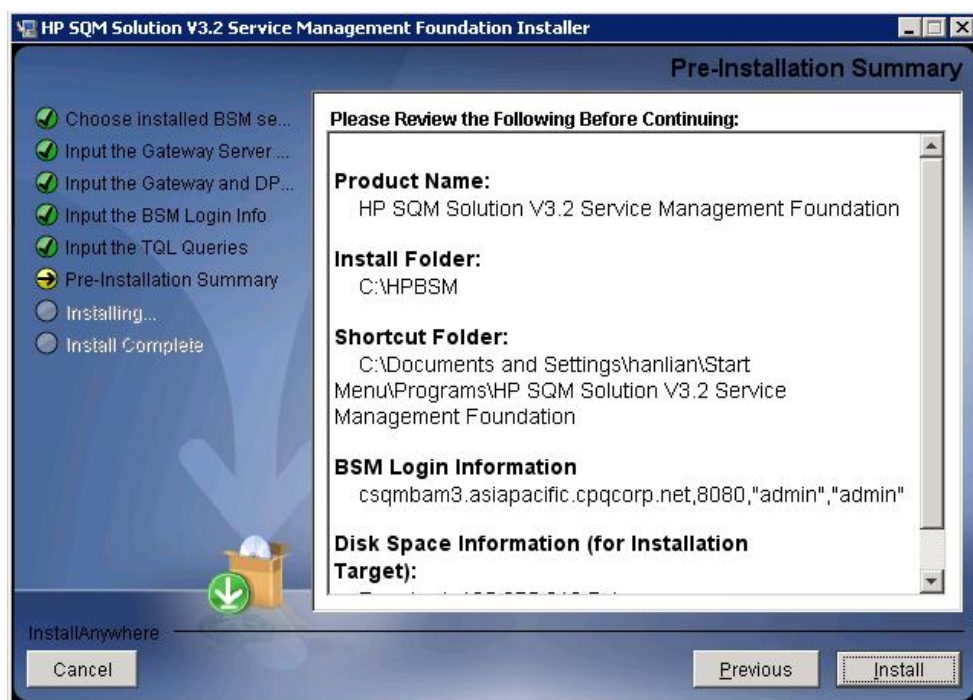 HP SQM Solution V3.2 Service Management Foundation Installer
Pre-Installation Summary
Choose installed BSM se...
Input the Gateway Server ...
Input the Gateway and DP...
Input the BSM Login Info
Input the TQL Queries
Pre-Installation Summary
Installing...
Install Complete
Please Review the Following Before Continuing:
Product Name:
HP SQM Solution V3.2 Service Management Foundation
Install Folder:
C:\HPBSM
Shortcut Folder:
C:\Documents and Settings\hanlian\Start
Menu\Programs\HP SQM Solution V3.2 Service
Management Foundation
BSM Login Information
csqmbam3.asiapacific.cpqcorp.net,8080,"admin","admin"
Disk Space Information (for Installation
Target):
InstallAnywhere
Cancel
Previous
Install